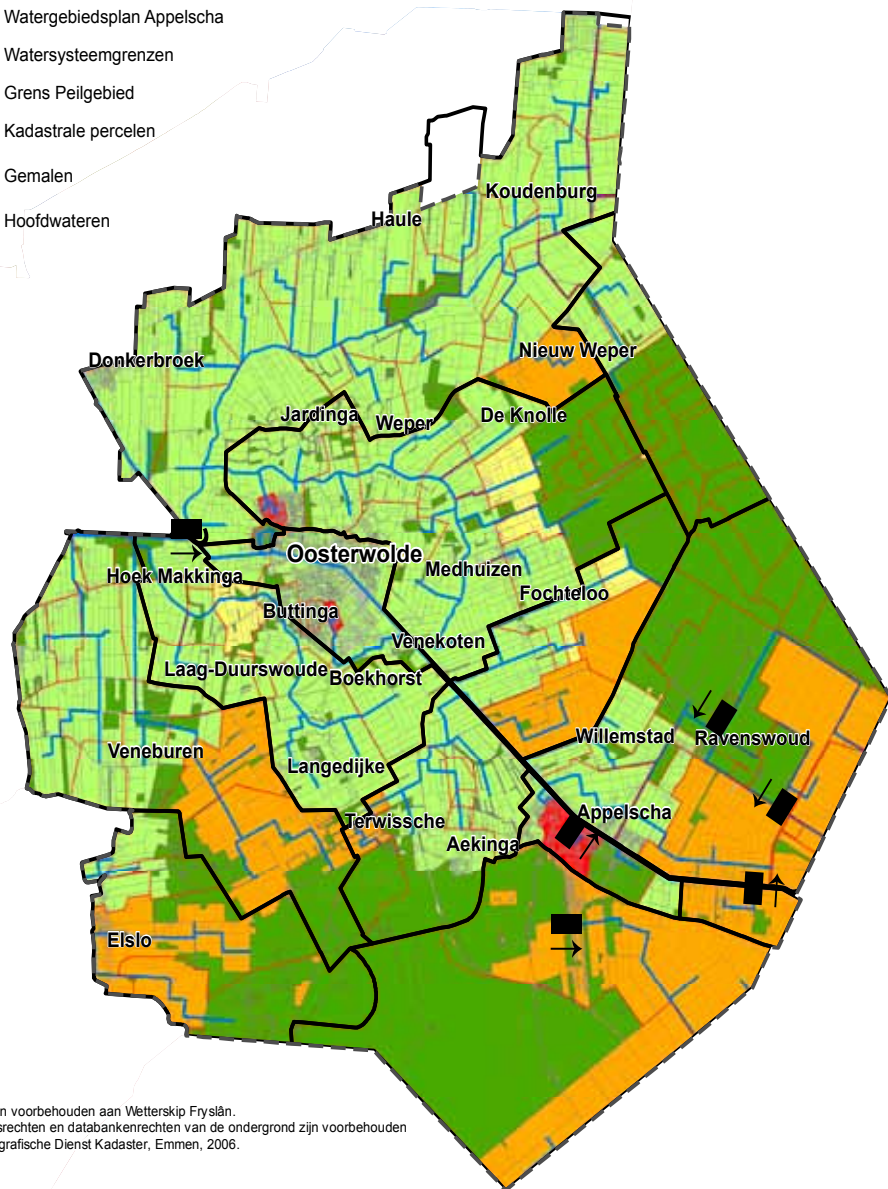 Watergebiedsplan Appelscha
Watersysteemgrenzen
Grens Peilgebied
Kadastrale percelen
Gemalen
Hoofdwateren
Koudenburg
Haule
Donkerbroek
Nieuw Weper
Jardinga
Weper
De Knolle
Oosterwolde
Medhuizen
Hoek Makkinga
Fochteloo
Buttinga
Venekoten
Laag-Duurswoude
Boekhorst
Veneburen
Willemstad
Ravenswoud
Langedijke
Terwissche
Appelscha
Aekinga
Elslo
n voorbehouden aan Wetterskip Fryslân.
srechten en databankenrechten van de ondergrond zijn voorbehouden
grafische Dienst Kadaster, Emmen, 2006.